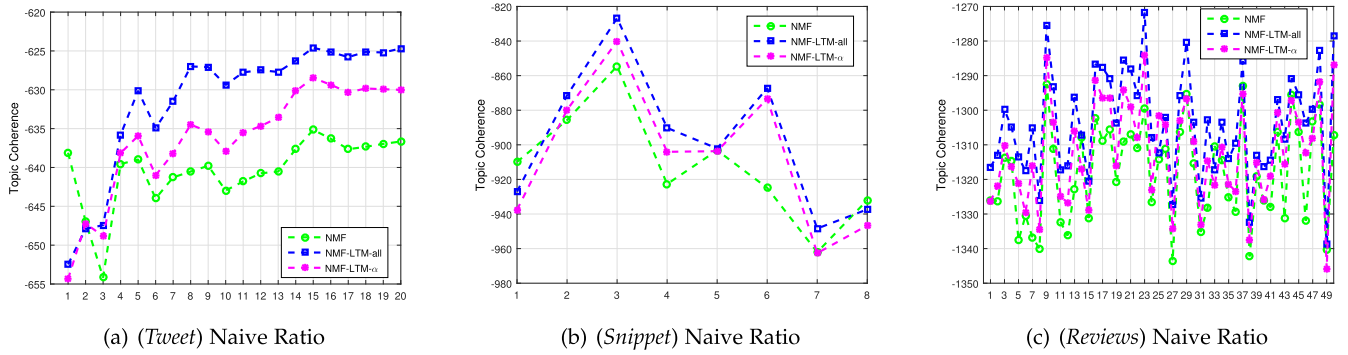 -620
-625
-630
-635
-640
-645
-650
-655
Topic Coherence
NMF
NMF-LTM-all
NMF-LTM-α
1 2 3 4 5 6 7 8 9 10 11 12 13 14 15 16 17 18 19 20
(a) (Tweet) Naive Ratio
-800
-820
-840
-860
-880
-900
-920
-940
-960
-980
Topic Coherence
NMF
NMF-LTM-all
NMF-LTM-α
1 2 3 4 5 6 7 8
(b) (Snippet) Naive Ratio
-1270
-1280
-1290
-1300
-1310
-1320
-1330
-1340
-1350
Topic Coherence
NMF
NMF-LTM-all
NMF-LTM-α
1 3 5 7 9 11 13 15 17 19 21 23 25 27 29 31 33 35 37 39 41 43 45 47 49
(c) (Reviews) Naive Ratio